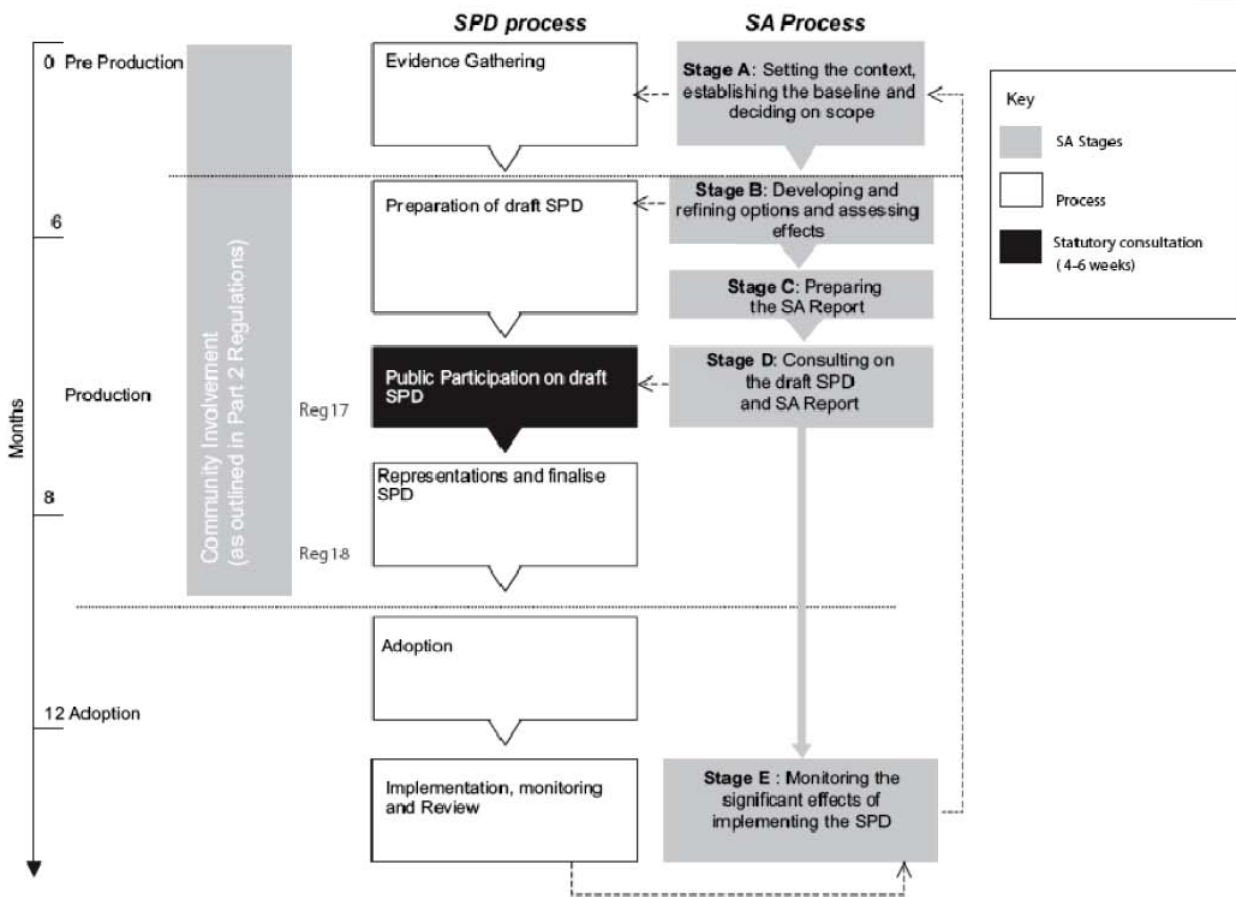 SPD process
SA Process
0 Pre Production
Evidence Gathering
Stage A: Setting the context,
establishing the baseline and
deciding on scope
Key
SA Stages
Process
Statutory consultation
(4-6 weeks)
6
Preparation of draft SPD
Stage B: Developing and
refining options and assessing
effects
Stage C: Preparing
the SA Report
Months
Production
Community Involvement
(as outlined in Part 2 Regulations)
Reg17
Public Participation on draft
SPD
Stage D: Consulting on
the draft SPD
and SA Report
8
Representations and finalise
SPD
Reg18
Adoption
12 Adoption
Implementation, monitoring
and Review
Stage E : Monitoring the
significant effects of
implementing the SPD